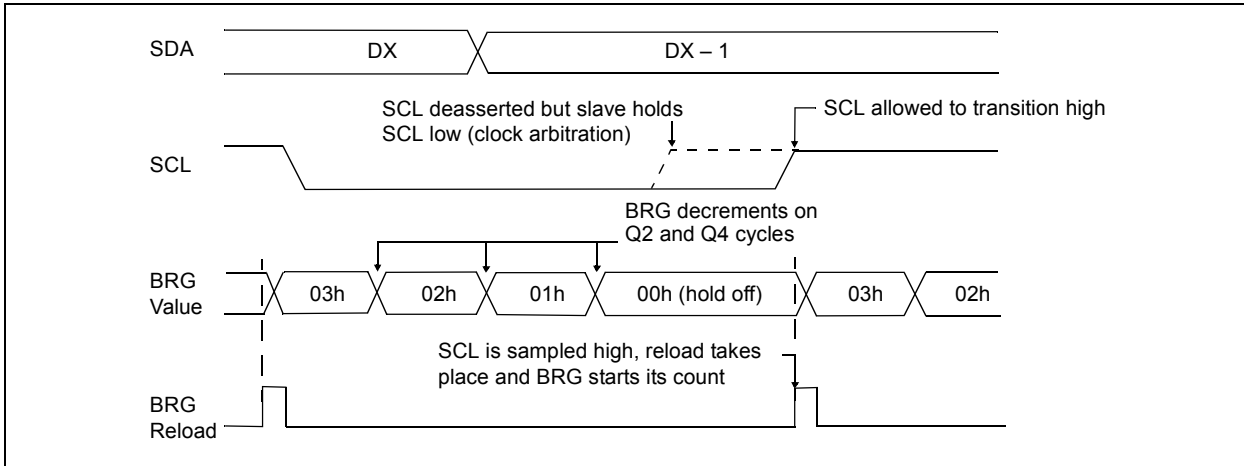 SDA
DX
DX – 1
SCL deasserted but slave holds
SCL low (clock arbitration)
SCL allowed to transition high
SCL
BRG decrements on
Q2 and Q4 cycles
BRG
Value
03h
02h
01h
00h (hold off)
03h
02h
SCL is sampled high, reload takes
place and BRG starts its count
BRG
Reload